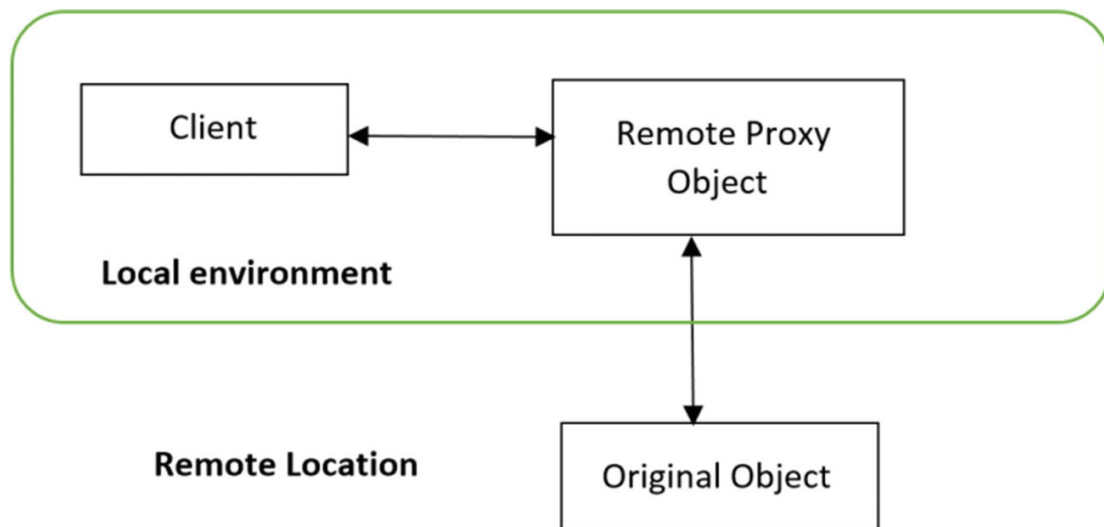 Client
Remote Proxy
Object
Local environment
Remote Location
Original Object